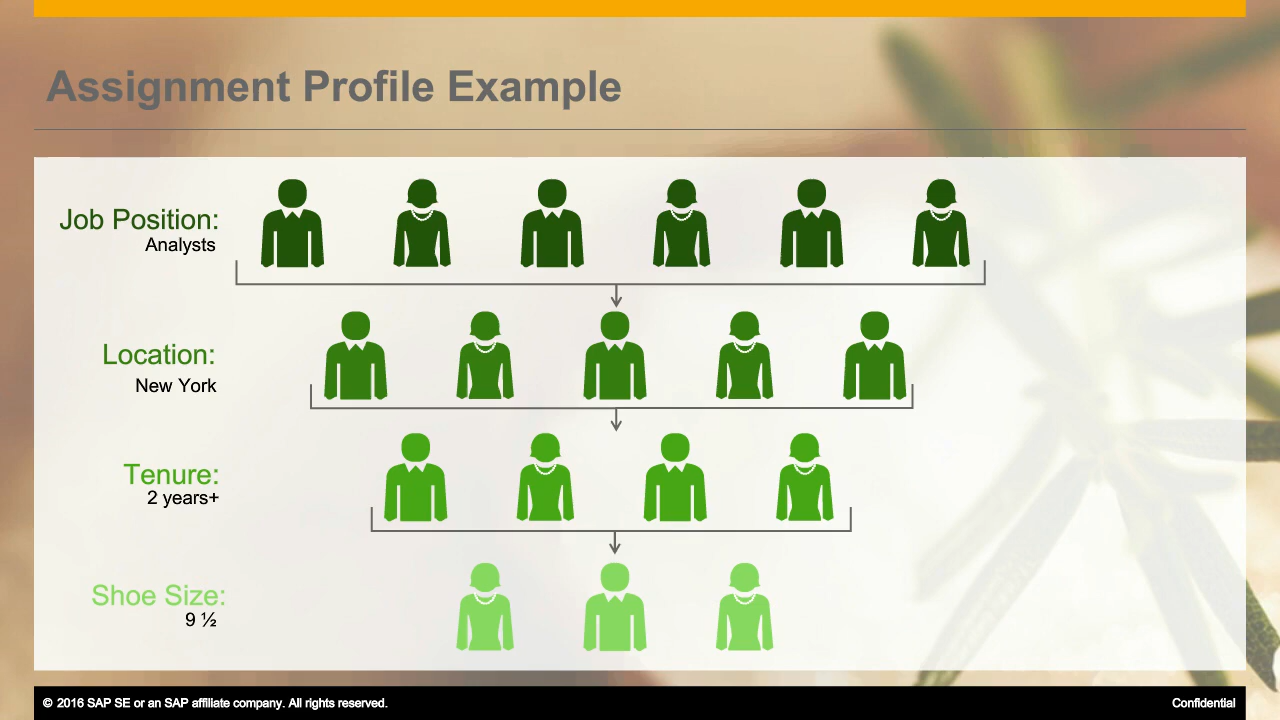 Assignment Profile Example
Job Position:
Analysts
Location:
New York
Tenure:
2 years+
Shoe Size:
9 ½
© 2016 SAP SE or an SAP affiliate company. All rights reserved.
Confidential